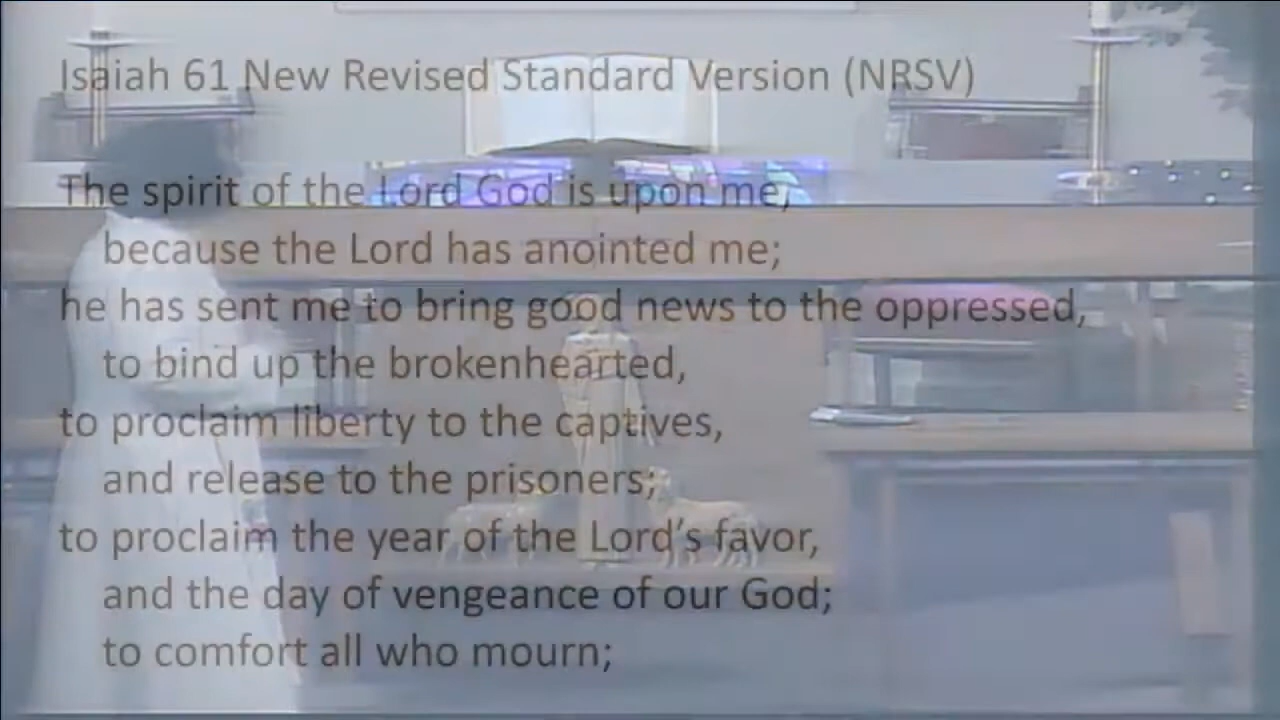 Isaiah 61 New Revised Standard Version (NRSV)
The spirit of the Lord God is upon me,
because the Lord has anointed me;
he has sent me to bring good news to the oppressed,
to bind up the brokenhearted,
to proclaim liberty to the captives,
and release to the prisoners;
to proclaim the year of the Lord’s favor,
and the day of vengeance of our God;
to comfort all who mourn;